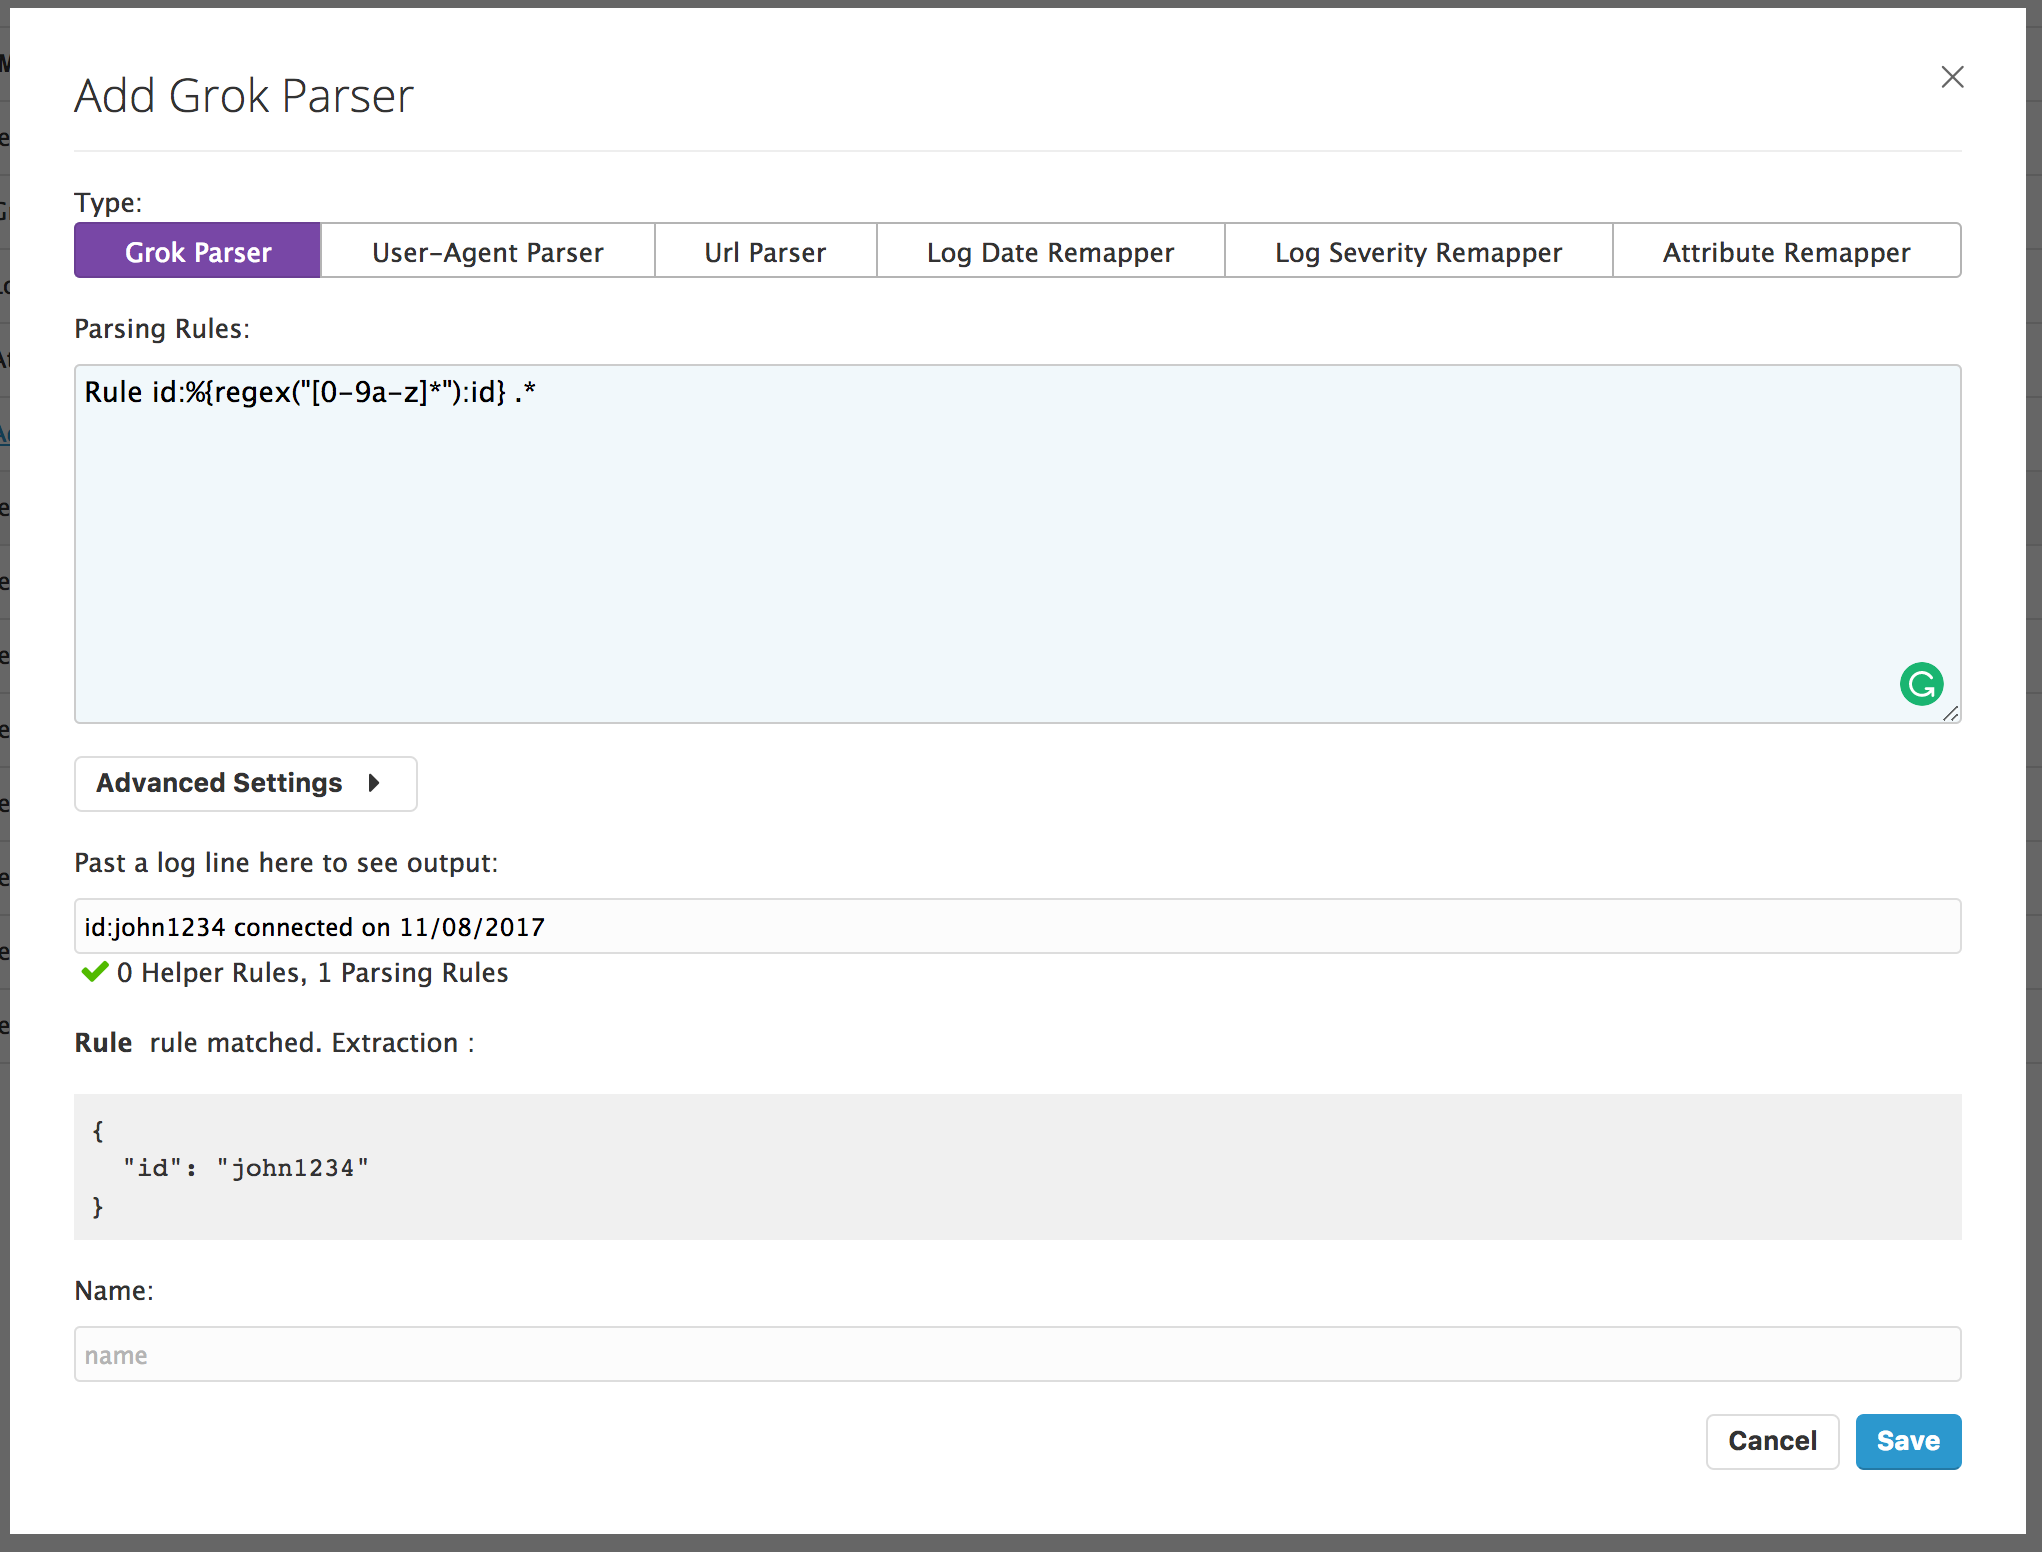 Add Grok Parser
Type:
Grok Parser User-Agent Parser Url Parser Log Date Remapper Log Severity Remapper Attribute Remapper
Parsing Rules:
Rule id:%{regex("[0-9a-z]*"):id} .*
Advanced Settings
Past a log line here to see output:
id:john1234 connected on 11/08/2017
0 Helper Rules, 1 Parsing Rules
Rule rule matched. Extraction :
{
"id": "john1234"
}
Name:
name
Cancel Save